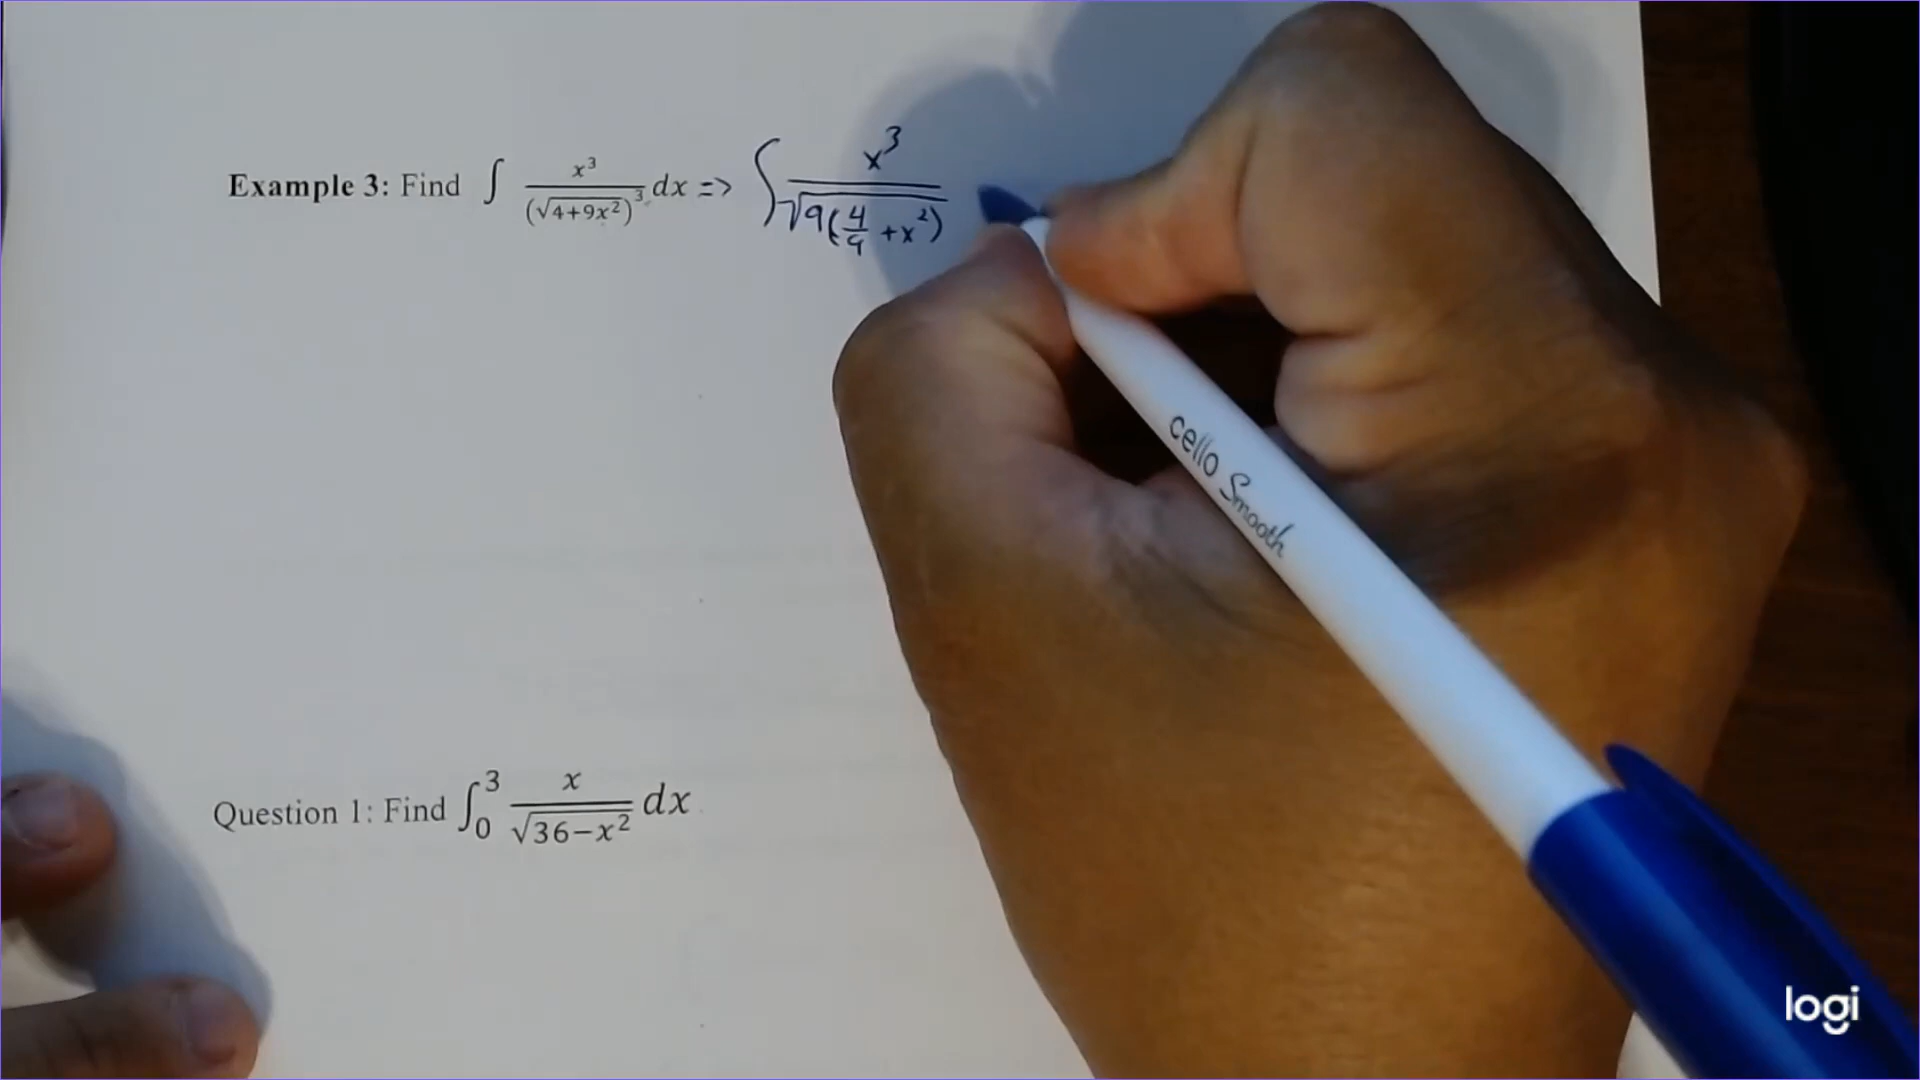 Example 3: Find ∫ x³/(√4+9x²)³ dx => ∫ x³/√9(4/9 + x²)
cello Smooth
Question 1: Find ∫₀³ x/√36−x² dx
logi